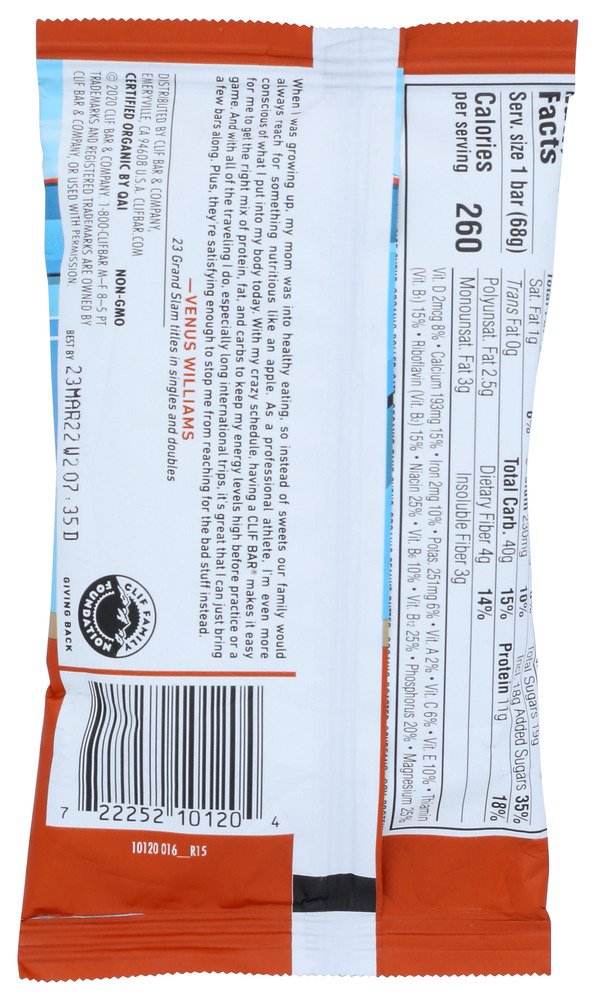 Facts
Serv. size 1 bar (68g)
Calories
per serving
260
Sat. Fat 1g
Trans Fat 0g
Polyunsat. Fat 2.5g
Monounsat. Fat 3g
230mg 10%
Total Carb. 40g 15%
Dietary Fiber 4g 14%
Insoluble Fiber 3g
Total Sugars 19g
Incl. 18g Added Sugars 35%
Protein 11g 18%
Vit. D 2mcg 8% • Calcium 193mg 15% • Iron 2mg 10% • Potas. 251mg 6% • Vit. A 2% • Vit. C 6% • Vit. E 10% • Thiamin
(Vit. B₁) 15% • Riboflavin (Vit. B₂) 15% • Niacin 25% • Vit. B₆ 10% • Vit. B₁₂ 25% • Phosphorus 20% • Magnesium 25%
When I was growing up, my mom was into healthy eating, so instead of sweets our family would
always reach for something nutritious like an apple. As a professional athlete, I'm even more
conscious of what I put into my body today. With my crazy schedule, having a CLIF BAR® makes it easy
for me to get the right mix of protein, fat, and carbs to keep my energy levels high before practice or a
game. And with all of the traveling I do, especially long international trips, it's great that I can just bring
a few bars along. Plus, they're satisfying enough to stop me from reaching for the bad stuff instead.
—VENUS WILLIAMS
23 Grand Slam titles in singles and doubles
DISTRIBUTED BY CLIF BAR & COMPANY,
EMERYVILLE, CA 94608 U.S.A. CLIFBAR.COM
CERTIFIED ORGANIC BY QAI NON-GMO
© 2020 CLIF BAR & COMPANY. 1-800-CLIFBAR M–F 8–5 PT
TRADEMARKS AND REGISTERED TRADEMARKS ARE OWNED BY
CLIF BAR & COMPANY, OR USED WITH PERMISSION.
BEST BY 23MAR22 W2 07:35 D
CLIF FAMILY
FOUNDATION
GIVING BACK
7 22252 10120 4
10120 016__R15